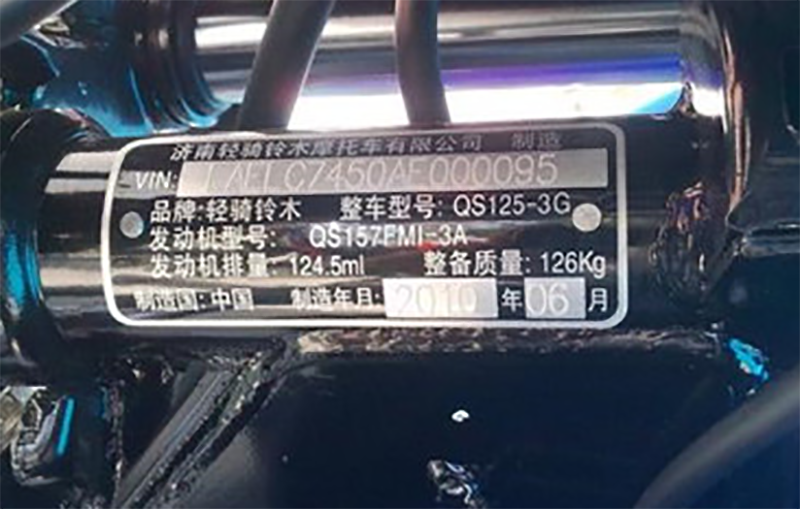 济南轻骑铃木摩托车有限公司 制造
VIN:
品牌:轻骑铃木 整车型号: QS125-3G
发动机型号: QS157FMI-3A
发动机排量: 124.5ml 整备质量: 126Kg
制造国:中国 制造年月: 2010 年 06 月